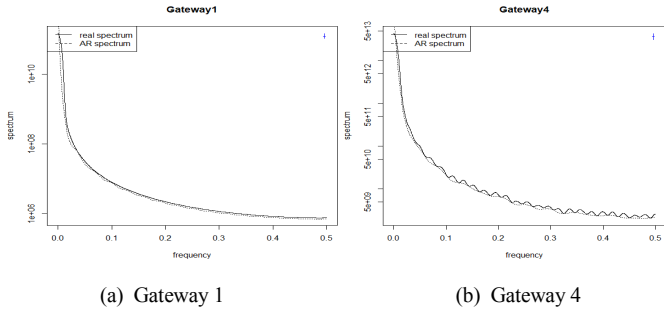 Gateway1
real spectrum
AR spectrum
spectrum
1e+10
1e+08
1e+06
0.0 0.1 0.2 0.3 0.4 0.5
frequency
(a) Gateway 1
Gateway4
real spectrum
AR spectrum
spectrum
5e+13
5e+12
5e+11
5e+10
5e+09
0.0 0.1 0.2 0.3 0.4 0.5
frequency
(b) Gateway 4